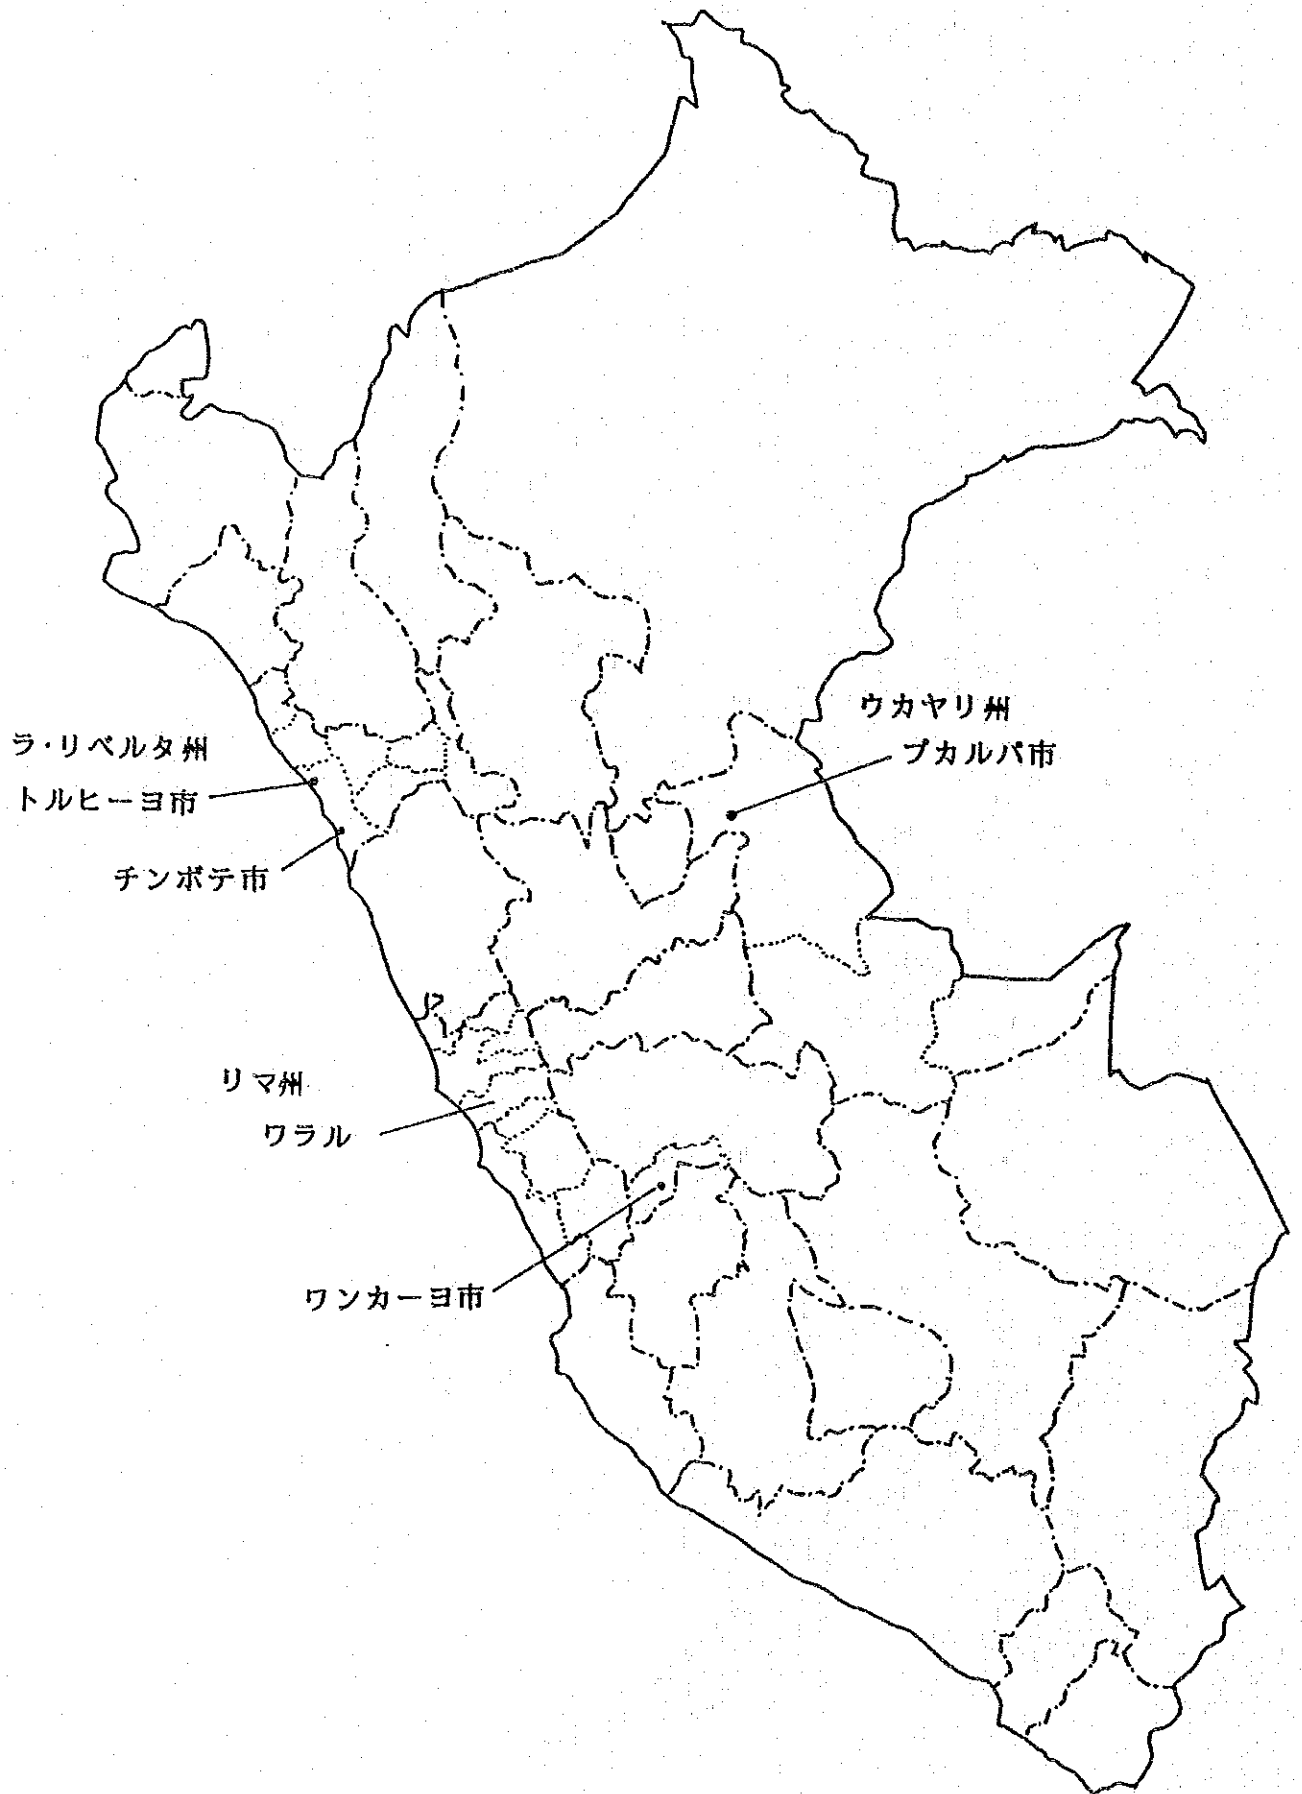 ウカヤリ州
プカルパ市
ラ・リベルタ州
トルヒーヨ市
チンボテ市
リマ州
ワラル
ワンカーヨ市